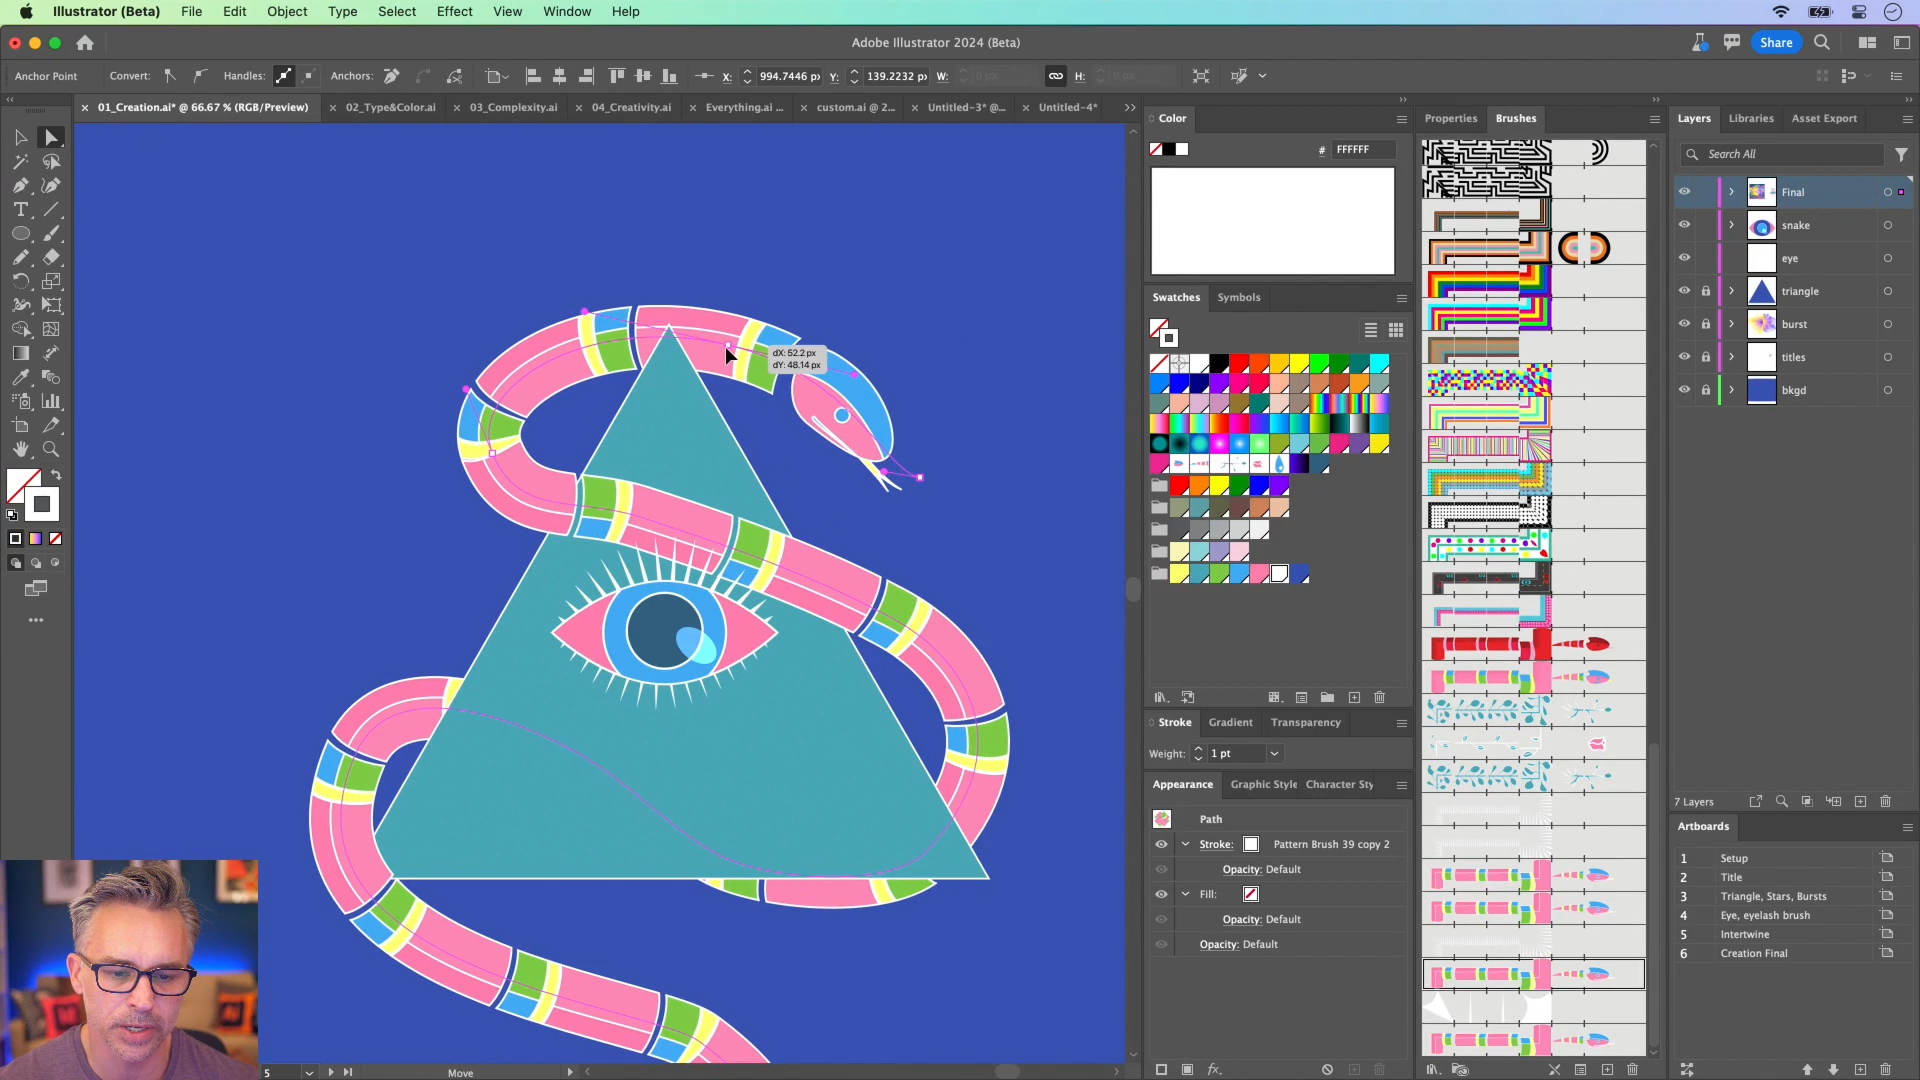 Illustrator (Beta) File Edit Object Type Select Effect View Window Help
Adobe Illustrator 2024 (Beta)
Share
Anchor Point Convert: Handles: Anchors: X: 994.7446 px Y: 139.2232 px W: 0 px H: 0 px
01_Creation.ai* @ 66.67 % (RGB/Preview) 02_Type&Color.ai 03_Complexity.ai 04_Creativity.ai Everything.ai ... custom.ai @ 2... Untitled-3* @... Untitled-4*
dX: 52.2 px
dY: 48.14 px
5 Move
Color
# FFFFFF
Swatches Symbols
Stroke Gradient Transparency
Weight: 1 pt
Appearance Graphic Style Character Sty
Path
Stroke: Pattern Brush 39 copy 2
Opacity: Default
Fill:
Opacity: Default
Opacity: Default
fx.
Properties Brushes
Layers Libraries Asset Export
Search All
Final
snake
eye
triangle
burst
titles
bkgd
7 Layers
Artboards
1 Setup
2 Title
3 Triangle, Stars, Bursts
4 Eye, eyelash brush
5 Intertwine
6 Creation Final